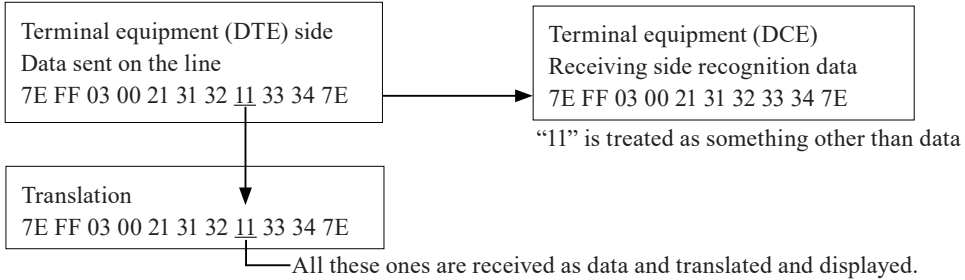 Terminal equipment (DTE) side
Data sent on the line
7E FF 03 00 21 31 32 11 33 34 7E
Terminal equipment (DCE)
Receiving side recognition data
7E FF 03 00 21 31 32 33 34 7E
“11” is treated as something other than data
Translation
7E FF 03 00 21 31 32 11 33 34 7E
All these ones are received as data and translated and displayed.